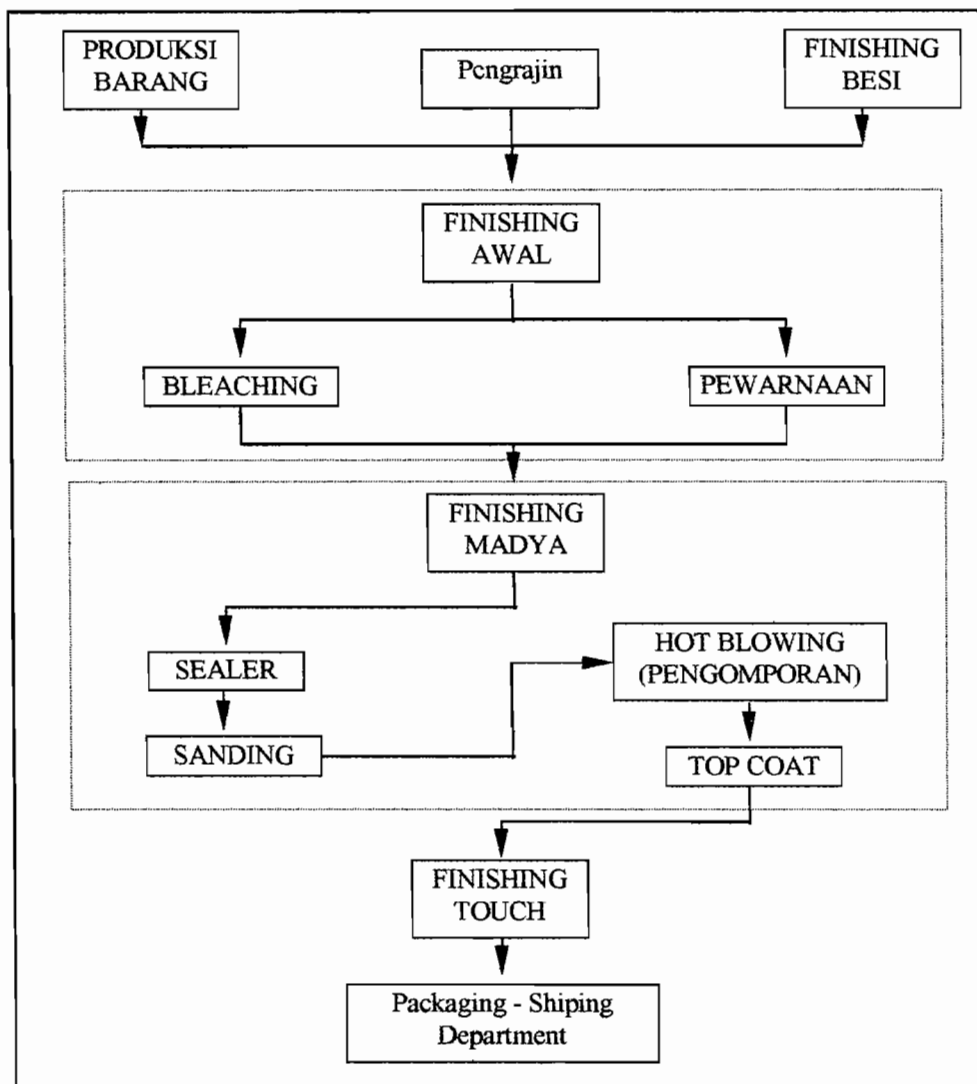 PRODUKSI
BARANG
Pengrajin
FINISHING
BESI
FINISHING
AWAL
BLEACHING
PEWARNAAN
FINISHING
MADYA
SEALER
HOT BLOWING
(PENGOMPORAN)
SANDING
TOP COAT
FINISHING
TOUCH
Packaging - Shiping
Department